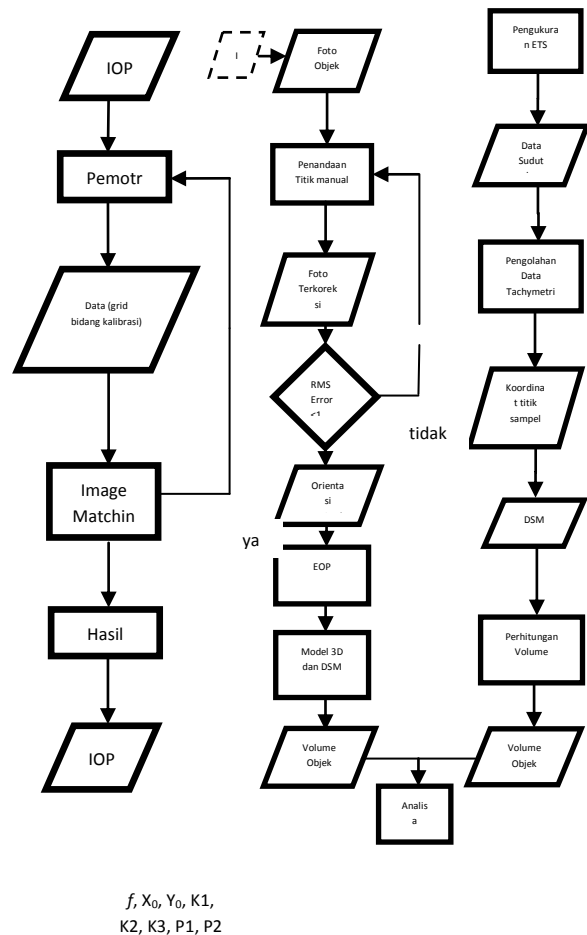 IOP
Pemotr
Data (grid
bidang kalibrasi)
Image
Matchin
Hasil
IOP
I
Foto
Objek
Penandaan
Titik manual
Foto
Terkorek
si
RMS
Error
<1
tidak
Orienta
si
ya
EOP
Model 3D
dan DSM
Volume
Objek
Analis
a
Pengukura
n ETS
Data
Sudut
Pengolahan
Data
Tachymetri
Koordina
t titik
sampel
DSM
Perhitungan
Volume
Volume
Objek
f, X₀, Y₀, K1,
K2, K3, P1, P2